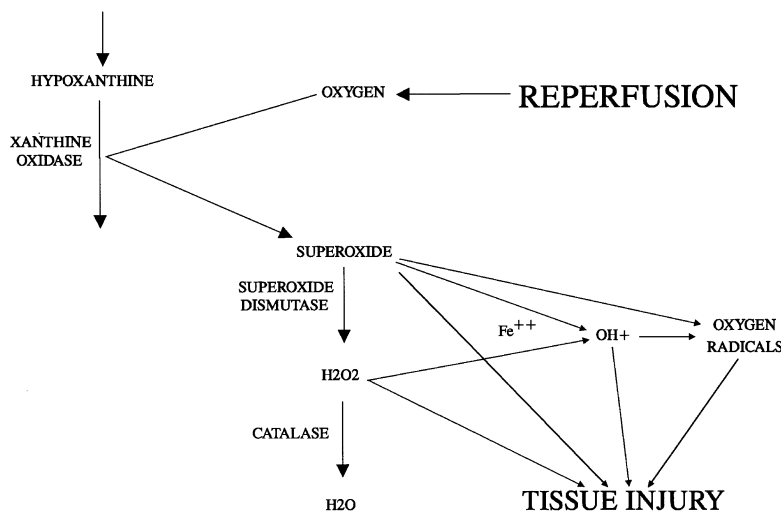 HYPOXANTHINE
OXYGEN
REPERFUSION
XANTHINE
OXIDASE
SUPEROXIDE
SUPEROXIDE
DISMUTASE
Fe++
OH+
OXYGEN
RADICALS
H2O2
CATALASE
H2O
TISSUE INJURY